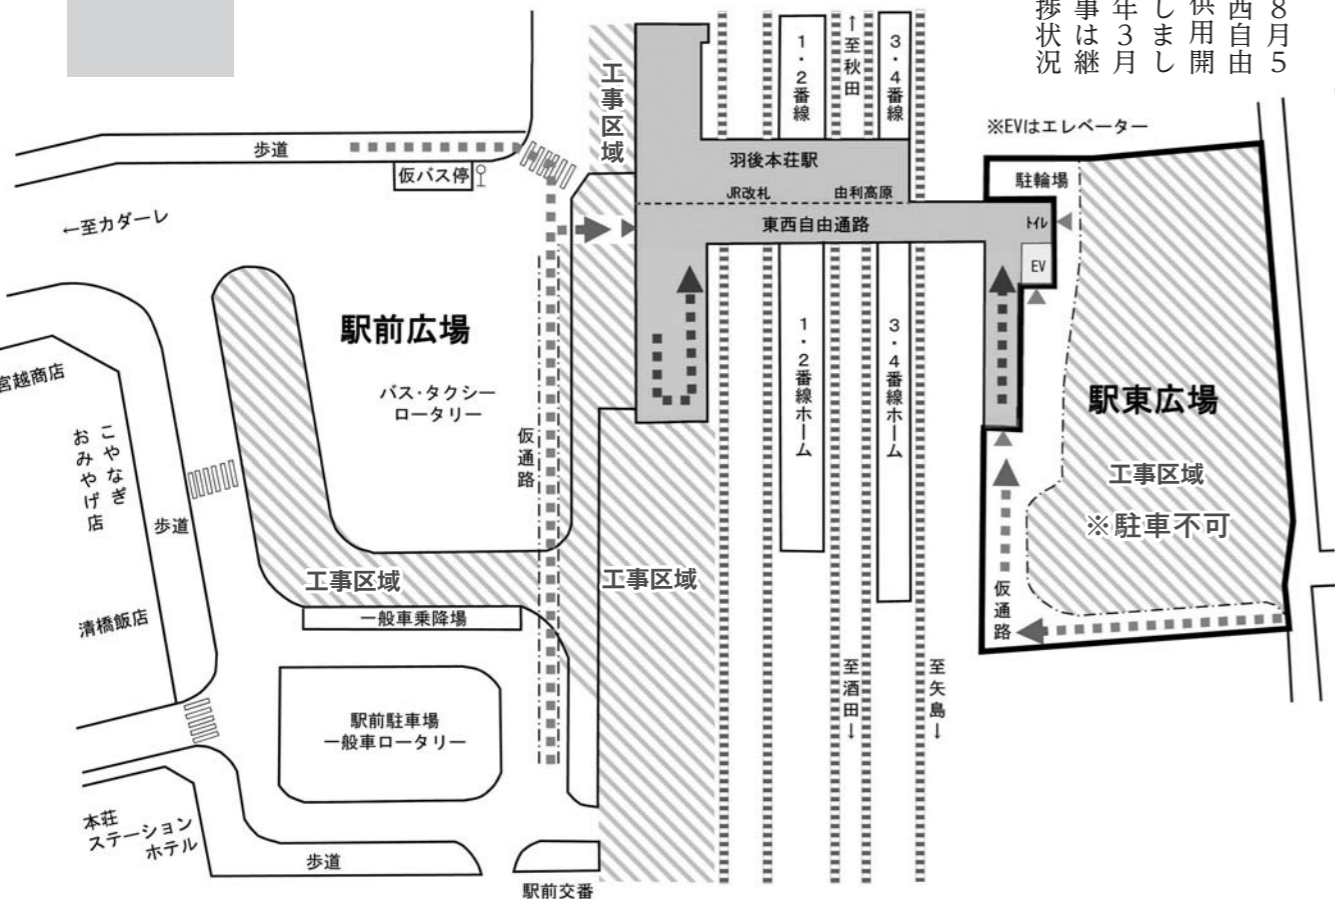 ８月５
西自由
供用開
しまし
年３月
事は継
捗状況
※EVはエレベーター
工事区域
１・２番線
↑至秋田
３・４番線
歩道
仮バス停
←至カダーレ
羽後本荘駅
JR改札
由利高原
東西自由通路
駐輪場
トイレ
EV
駅前広場
バス・タクシー
ロータリー
仮通路
１・２番線ホーム
３・４番線ホーム
駅東広場
工事区域
※駐車不可
仮通路
宮越商店
こやなぎ
おみやげ店
歩道
清橋飯店
工事区域
工事区域
一般車乗降場
駅前駐車場
一般車ロータリー
至酒田↓
至矢島↓
本荘
ステーション
ホテル
歩道
駅前交番